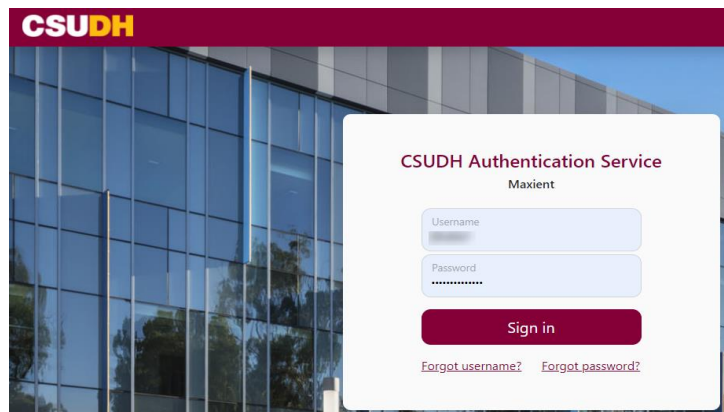 CSUDH
CSUDH Authentication Service
Maxient
Username
Password
Sign in
Forgot username? Forgot password?